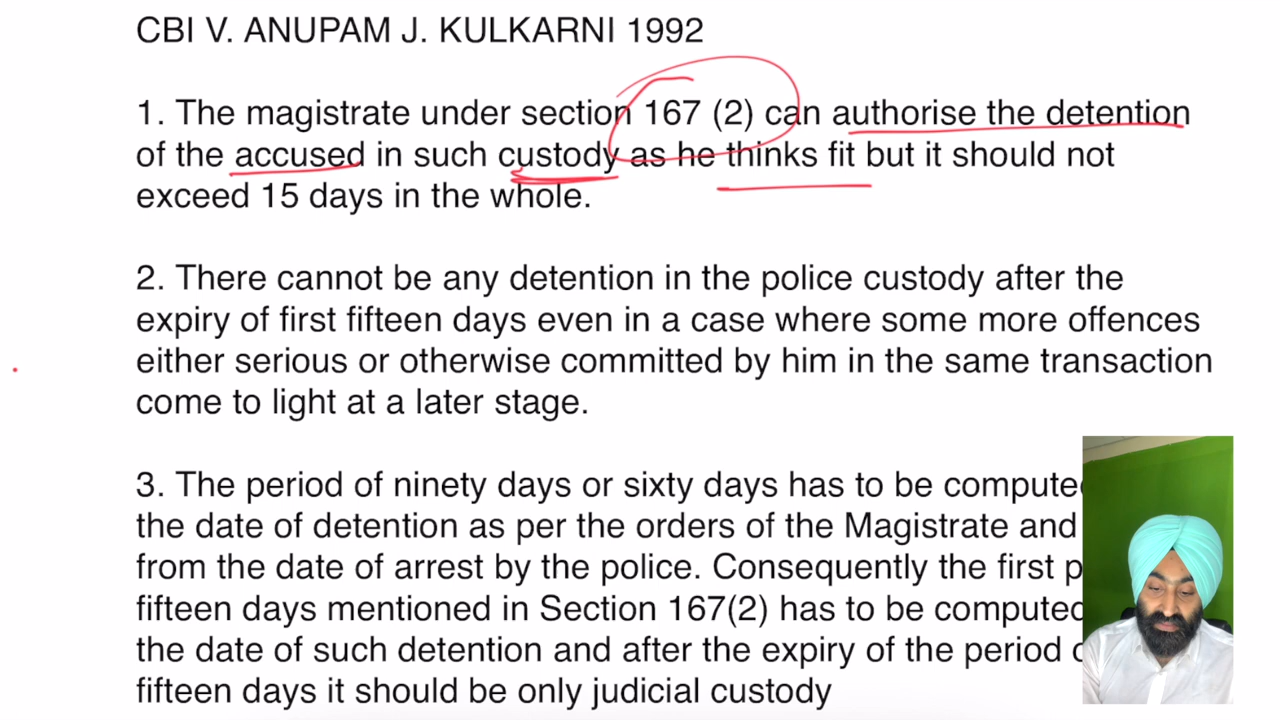 CBI V. ANUPAM J. KULKARNI 1992
1. The magistrate under section 167 (2) can authorise the detention
of the accused in such custody as he thinks fit but it should not
exceed 15 days in the whole.
2. There cannot be any detention in the police custody after the
expiry of first fifteen days even in a case where some more offences
either serious or otherwise committed by him in the same transaction
come to light at a later stage.
3. The period of ninety days or sixty days has to be compute
the date of detention as per the orders of the Magistrate and
from the date of arrest by the police. Consequently the first p
fifteen days mentioned in Section 167(2) has to be computed
the date of such detention and after the expiry of the period
fifteen days it should be only judicial custody